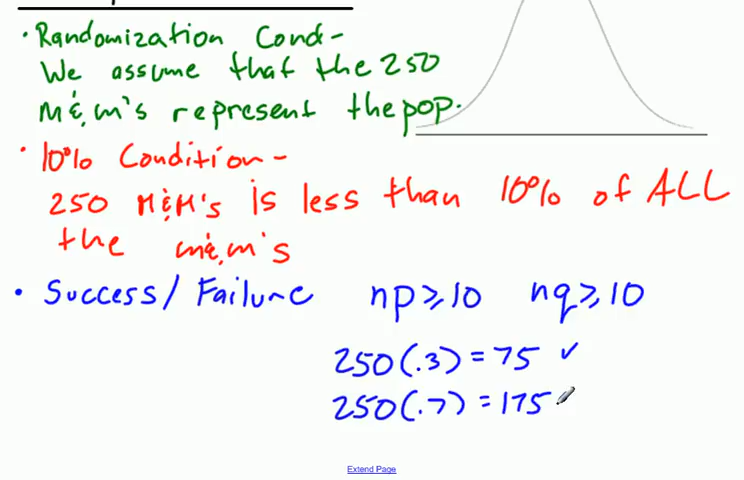 • Randomization Cond-
We assume that the 250
M&M's represent the pop.
• 10% Condition-
250 M&M's is less than 10% of ALL
the m&m's
• Success/Failure np≥10 nq≥10
250(.3)=75 ✓
250(.7)=175
Extend Page